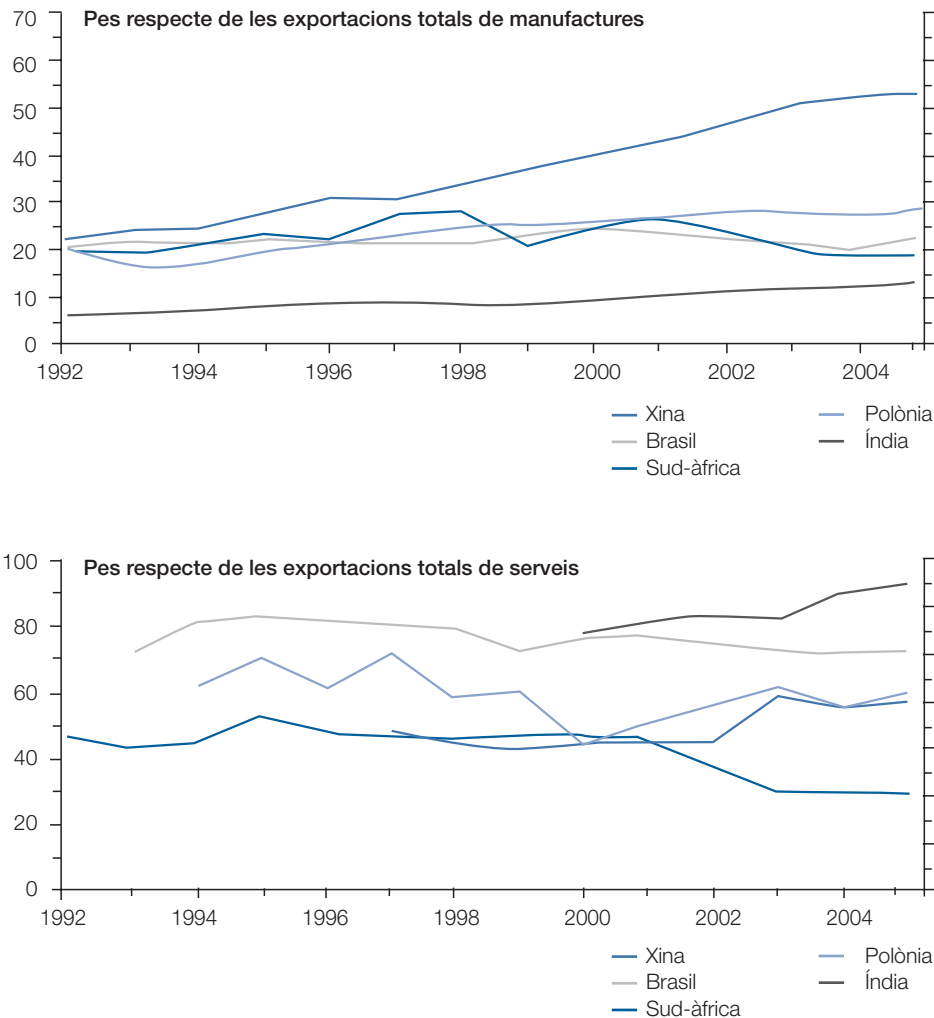 Pes respecte de les exportacions totals de manufactures
70
60
50
40
30
20
10
0
1992 1994 1996 1998 2000 2002 2004
Xina Polònia
Brasil Índia
Sud-àfrica
Pes respecte de les exportacions totals de serveis
100
80
60
40
20
0
1992 1994 1996 1998 2000 2002 2004
Xina Polònia
Brasil Índia
Sud-àfrica